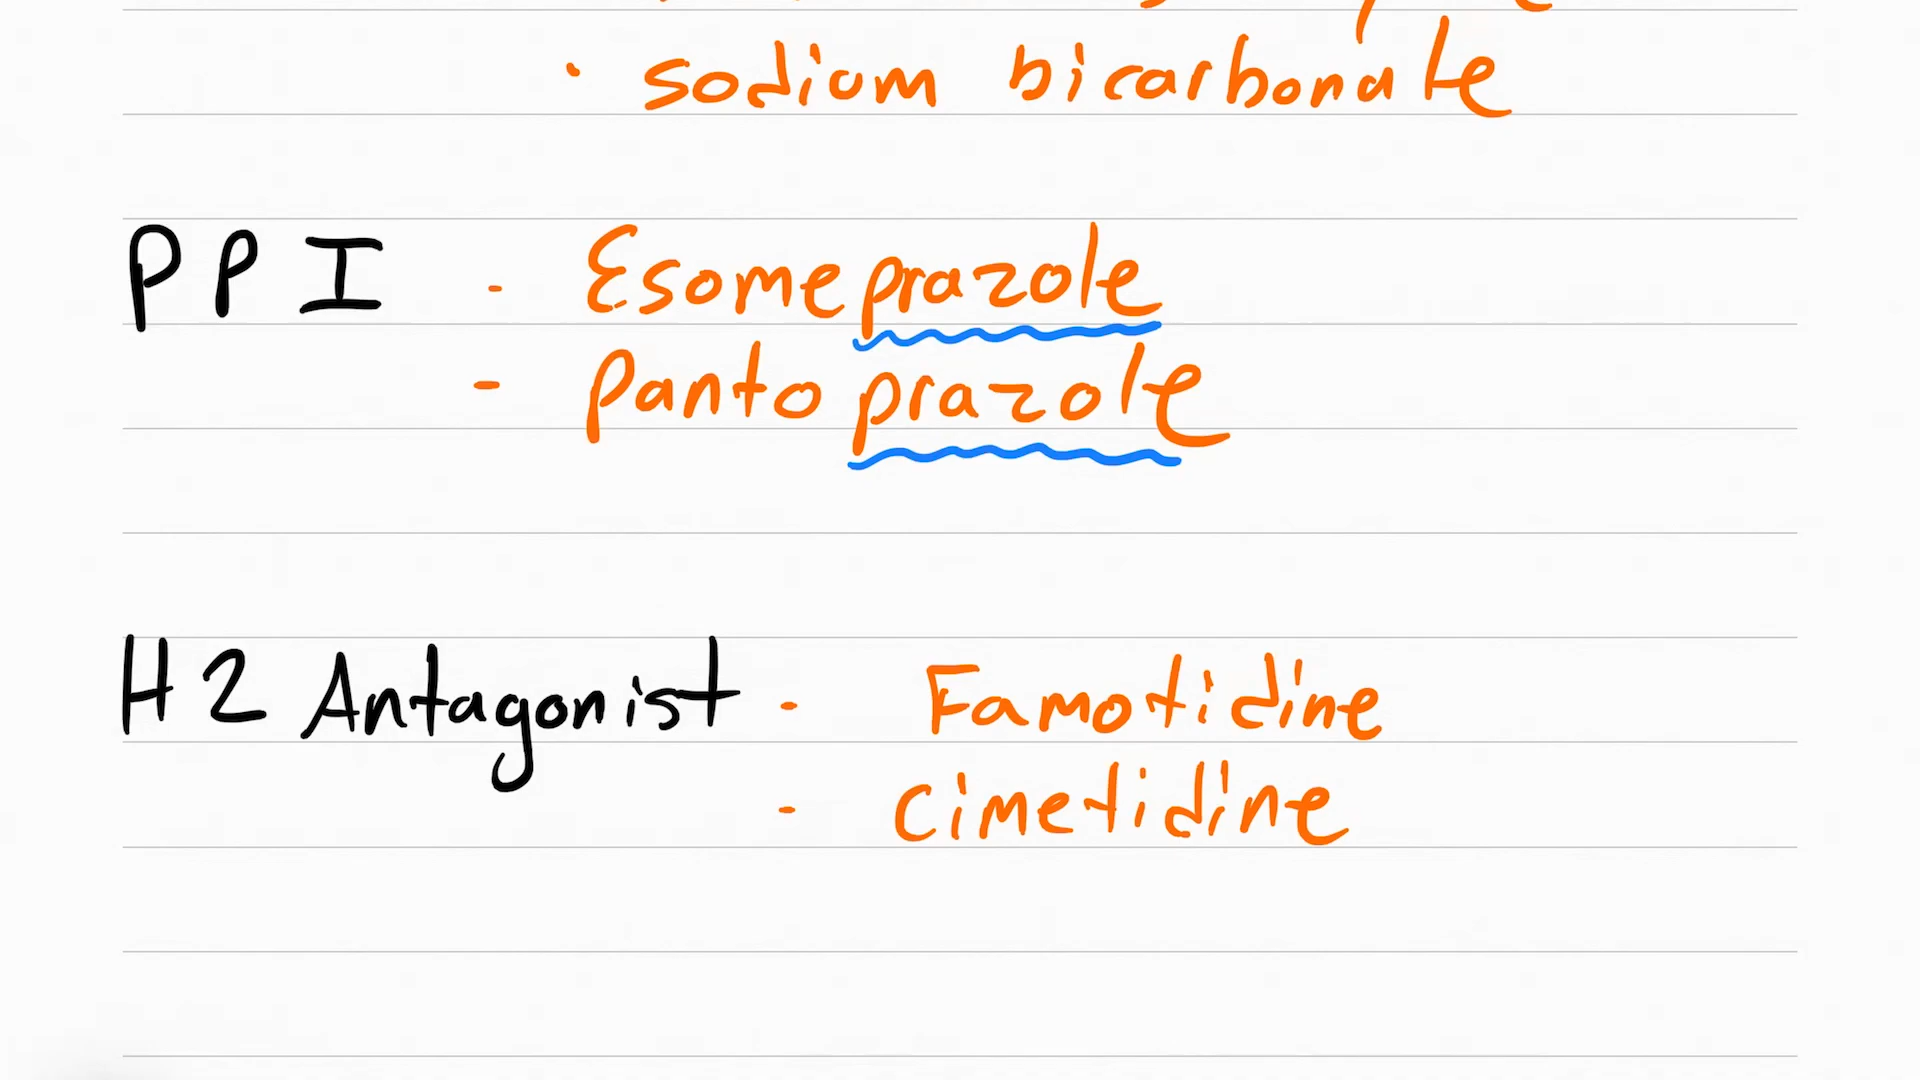 • sodium bicarbonate
PPI - Esomeprazole
- Pantoprazole
H2 Antagonist - Famotidine
- Cimetidine